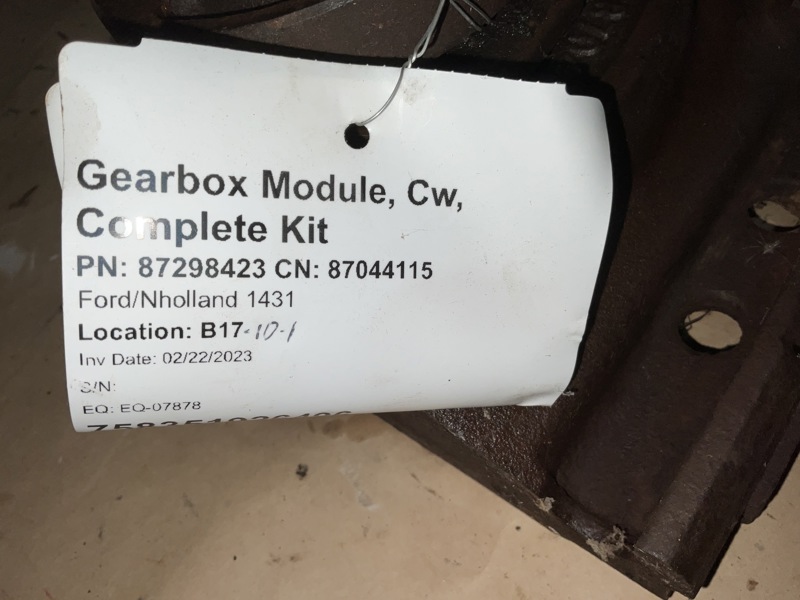 Gearbox Module, Cw,
Complete Kit
PN: 87298423 CN: 87044115
Ford/Nholland 1431
Location: B17-10-1
Inv Date: 02/22/2023
S/N:
EQ: EQ-07878